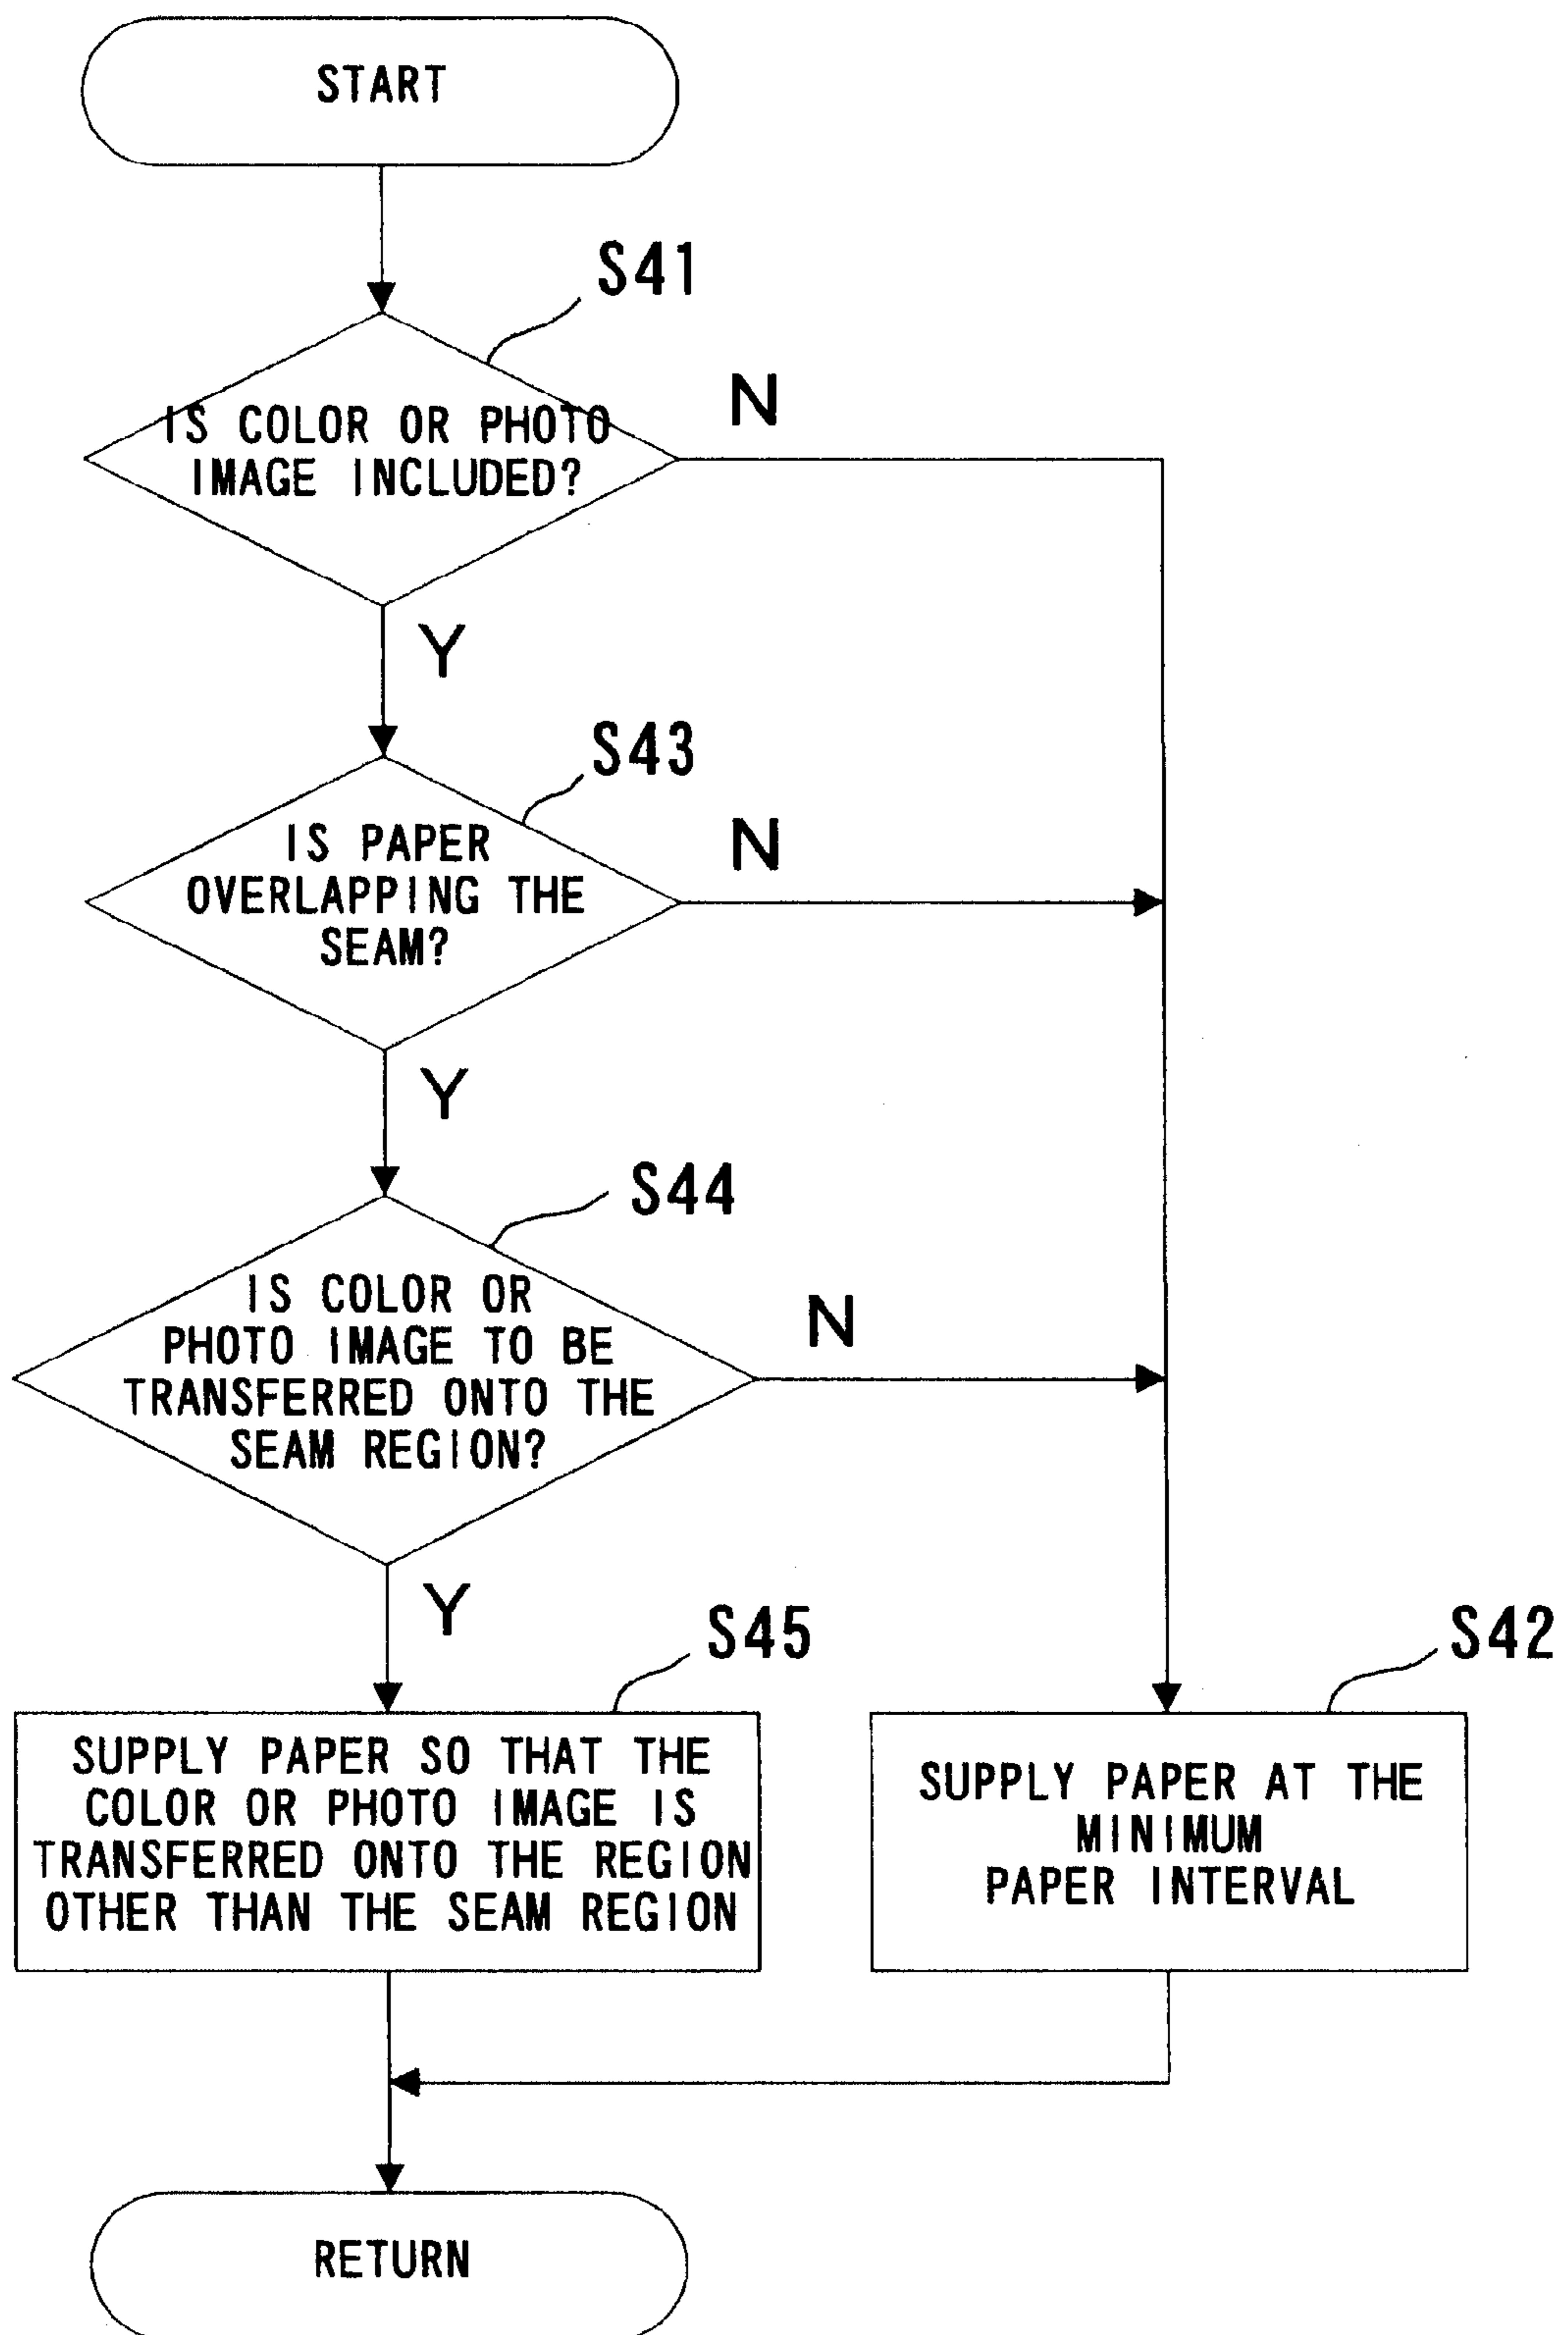 START
S41
IS COLOR OR PHOTO
IMAGE INCLUDED?
N
Y
S43
IS PAPER
OVERLAPPING THE
SEAM?
N
Y
S44
IS COLOR OR
PHOTO IMAGE TO BE
TRANSFERRED ONTO THE
SEAM REGION?
N
Y
S45
SUPPLY PAPER SO THAT THE
COLOR OR PHOTO IMAGE IS
TRANSFERRED ONTO THE REGION
OTHER THAN THE SEAM REGION
S42
SUPPLY PAPER AT THE
MINIMUM
PAPER INTERVAL
RETURN